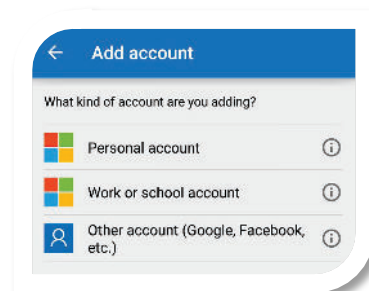 Add account
What kind of account are you adding?
Personal account
Work or school account
Other account (Google, Facebook,
etc.)